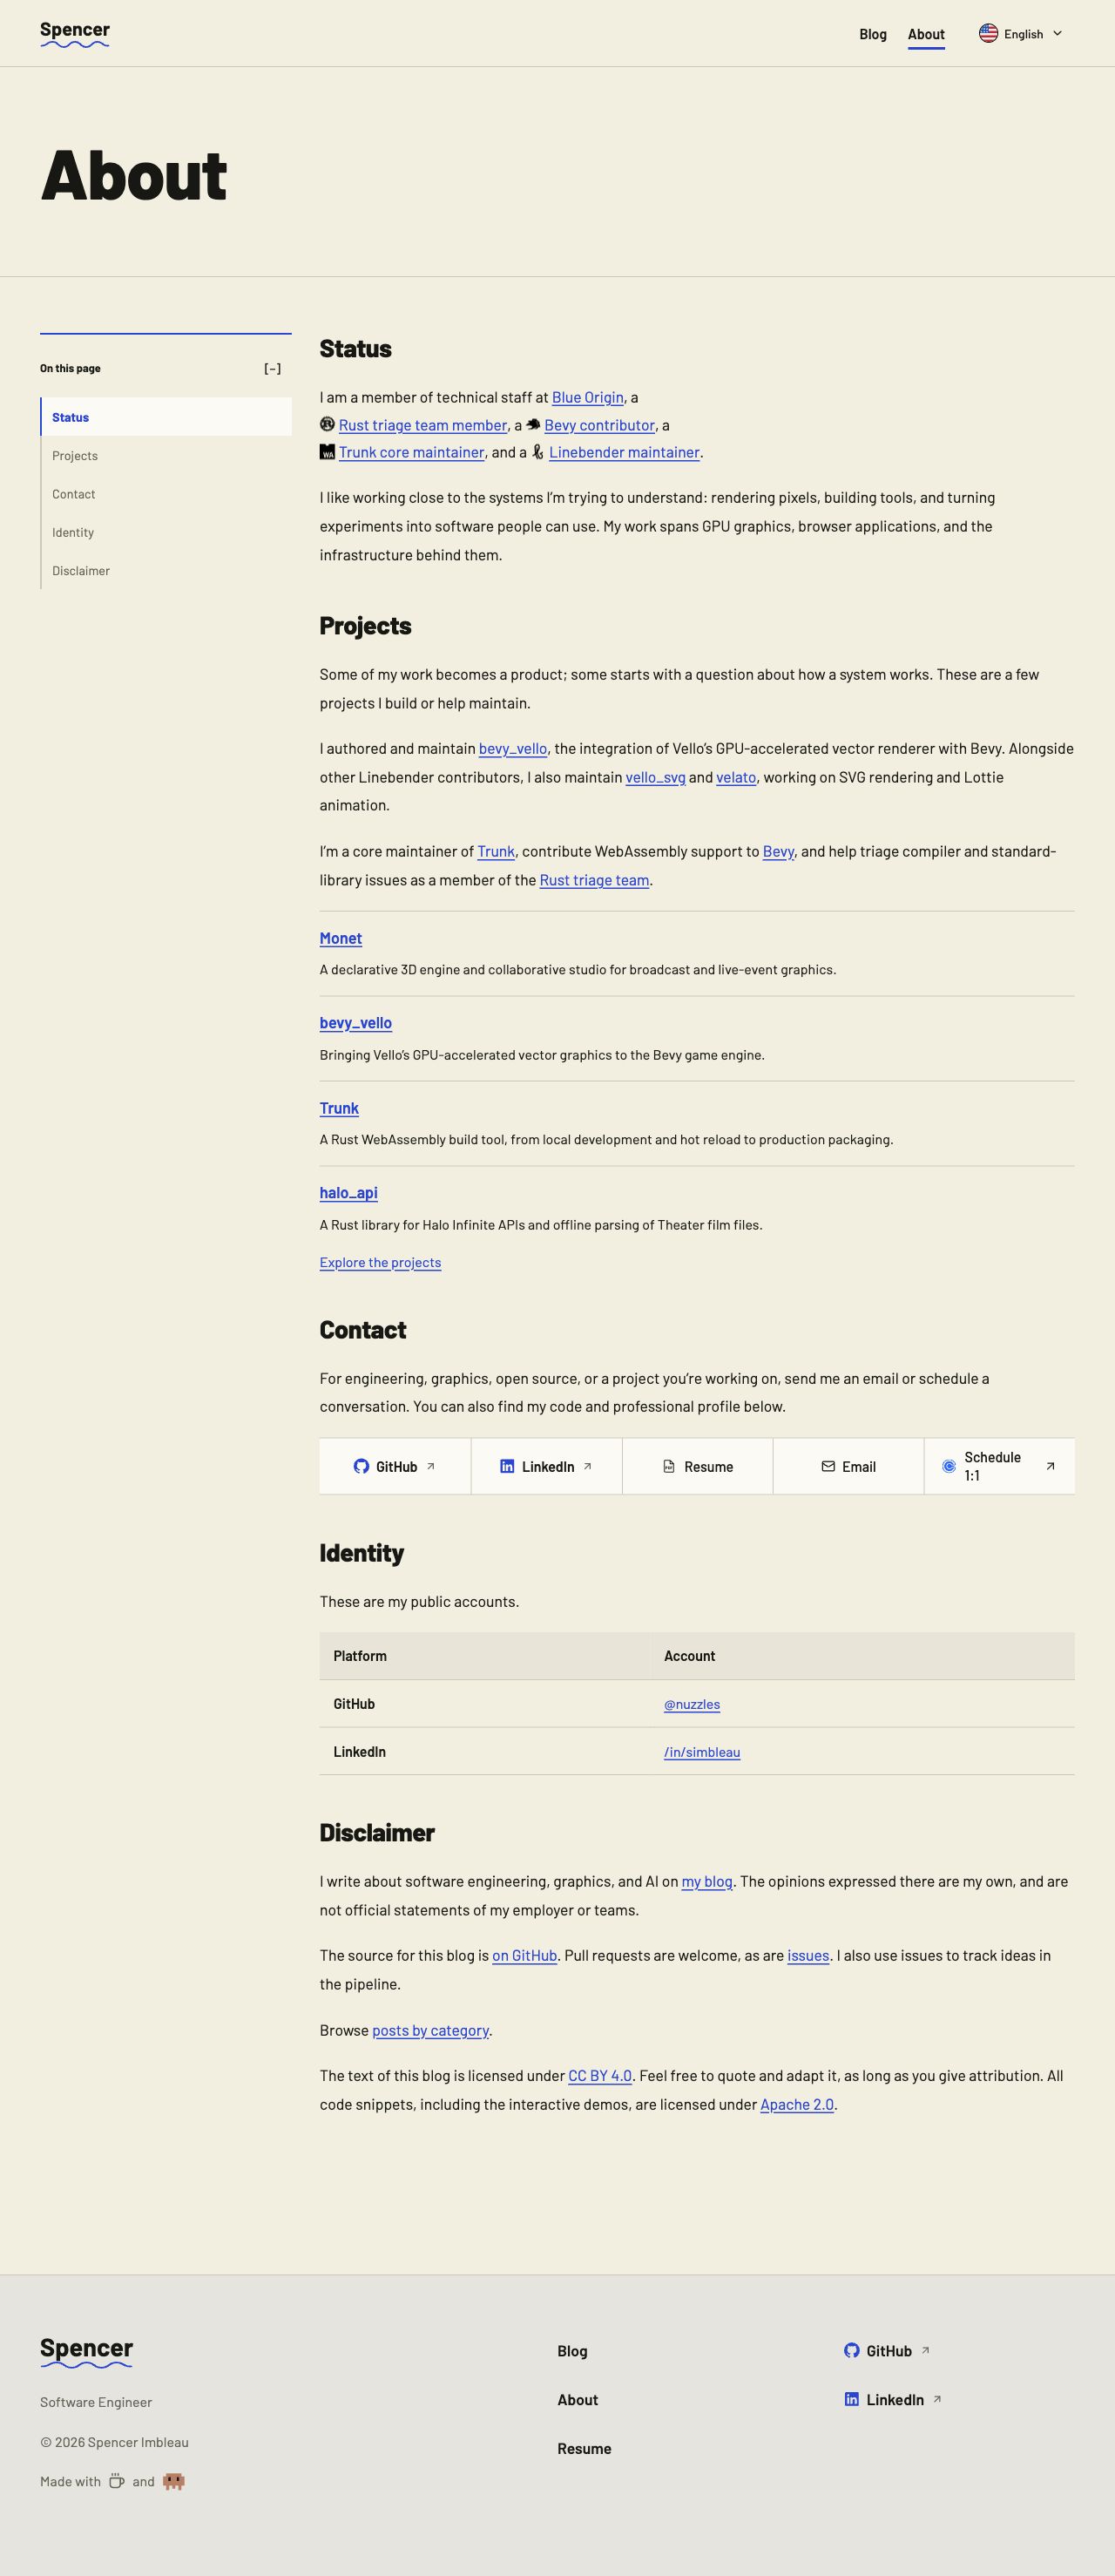 Spencer
Blog
About
English
About
On this page
[-]
Status
Projects
Contact
Identity
Disclaimer
Status
I am a member of technical staff at Blue Origin, a
Rust triage team member, a Bevy contributor, a
WA Trunk core maintainer, and a Linebender maintainer.
I like working close to the systems I’m trying to understand: rendering pixels, building tools, and turning
experiments into software people can use. My work spans GPU graphics, browser applications, and the
infrastructure behind them.
Projects
Some of my work becomes a product; some starts with a question about how a system works. These are a few
projects I build or help maintain.
I authored and maintain bevy_vello, the integration of Vello’s GPU-accelerated vector renderer with Bevy. Alongside
other Linebender contributors, I also maintain vello_svg and velato, working on SVG rendering and Lottie
animation.
I’m a core maintainer of Trunk, contribute WebAssembly support to Bevy, and help triage compiler and standard-
library issues as a member of the Rust triage team.
Monet
A declarative 3D engine and collaborative studio for broadcast and live-event graphics.
bevy_vello
Bringing Vello’s GPU-accelerated vector graphics to the Bevy game engine.
Trunk
A Rust WebAssembly build tool, from local development and hot reload to production packaging.
halo_api
A Rust library for Halo Infinite APIs and offline parsing of Theater film files.
Explore the projects
Contact
For engineering, graphics, open source, or a project you’re working on, send me an email or schedule a
conversation. You can also find my code and professional profile below.
GitHub
LinkedIn
Resume
Email
Schedule
1:1
Identity
These are my public accounts.
Platform Account
GitHub @nuzzles
LinkedIn /in/simbleau
Disclaimer
I write about software engineering, graphics, and AI on my blog. The opinions expressed there are my own, and are
not official statements of my employer or teams.
The source for this blog is on GitHub. Pull requests are welcome, as are issues. I also use issues to track ideas in
the pipeline.
Browse posts by category.
The text of this blog is licensed under CC BY 4.0. Feel free to quote and adapt it, as long as you give attribution. All
code snippets, including the interactive demos, are licensed under Apache 2.0.
Spencer
Software Engineer
© 2026 Spencer Imbleau
Made with and
Blog
About
Resume
GitHub
LinkedIn